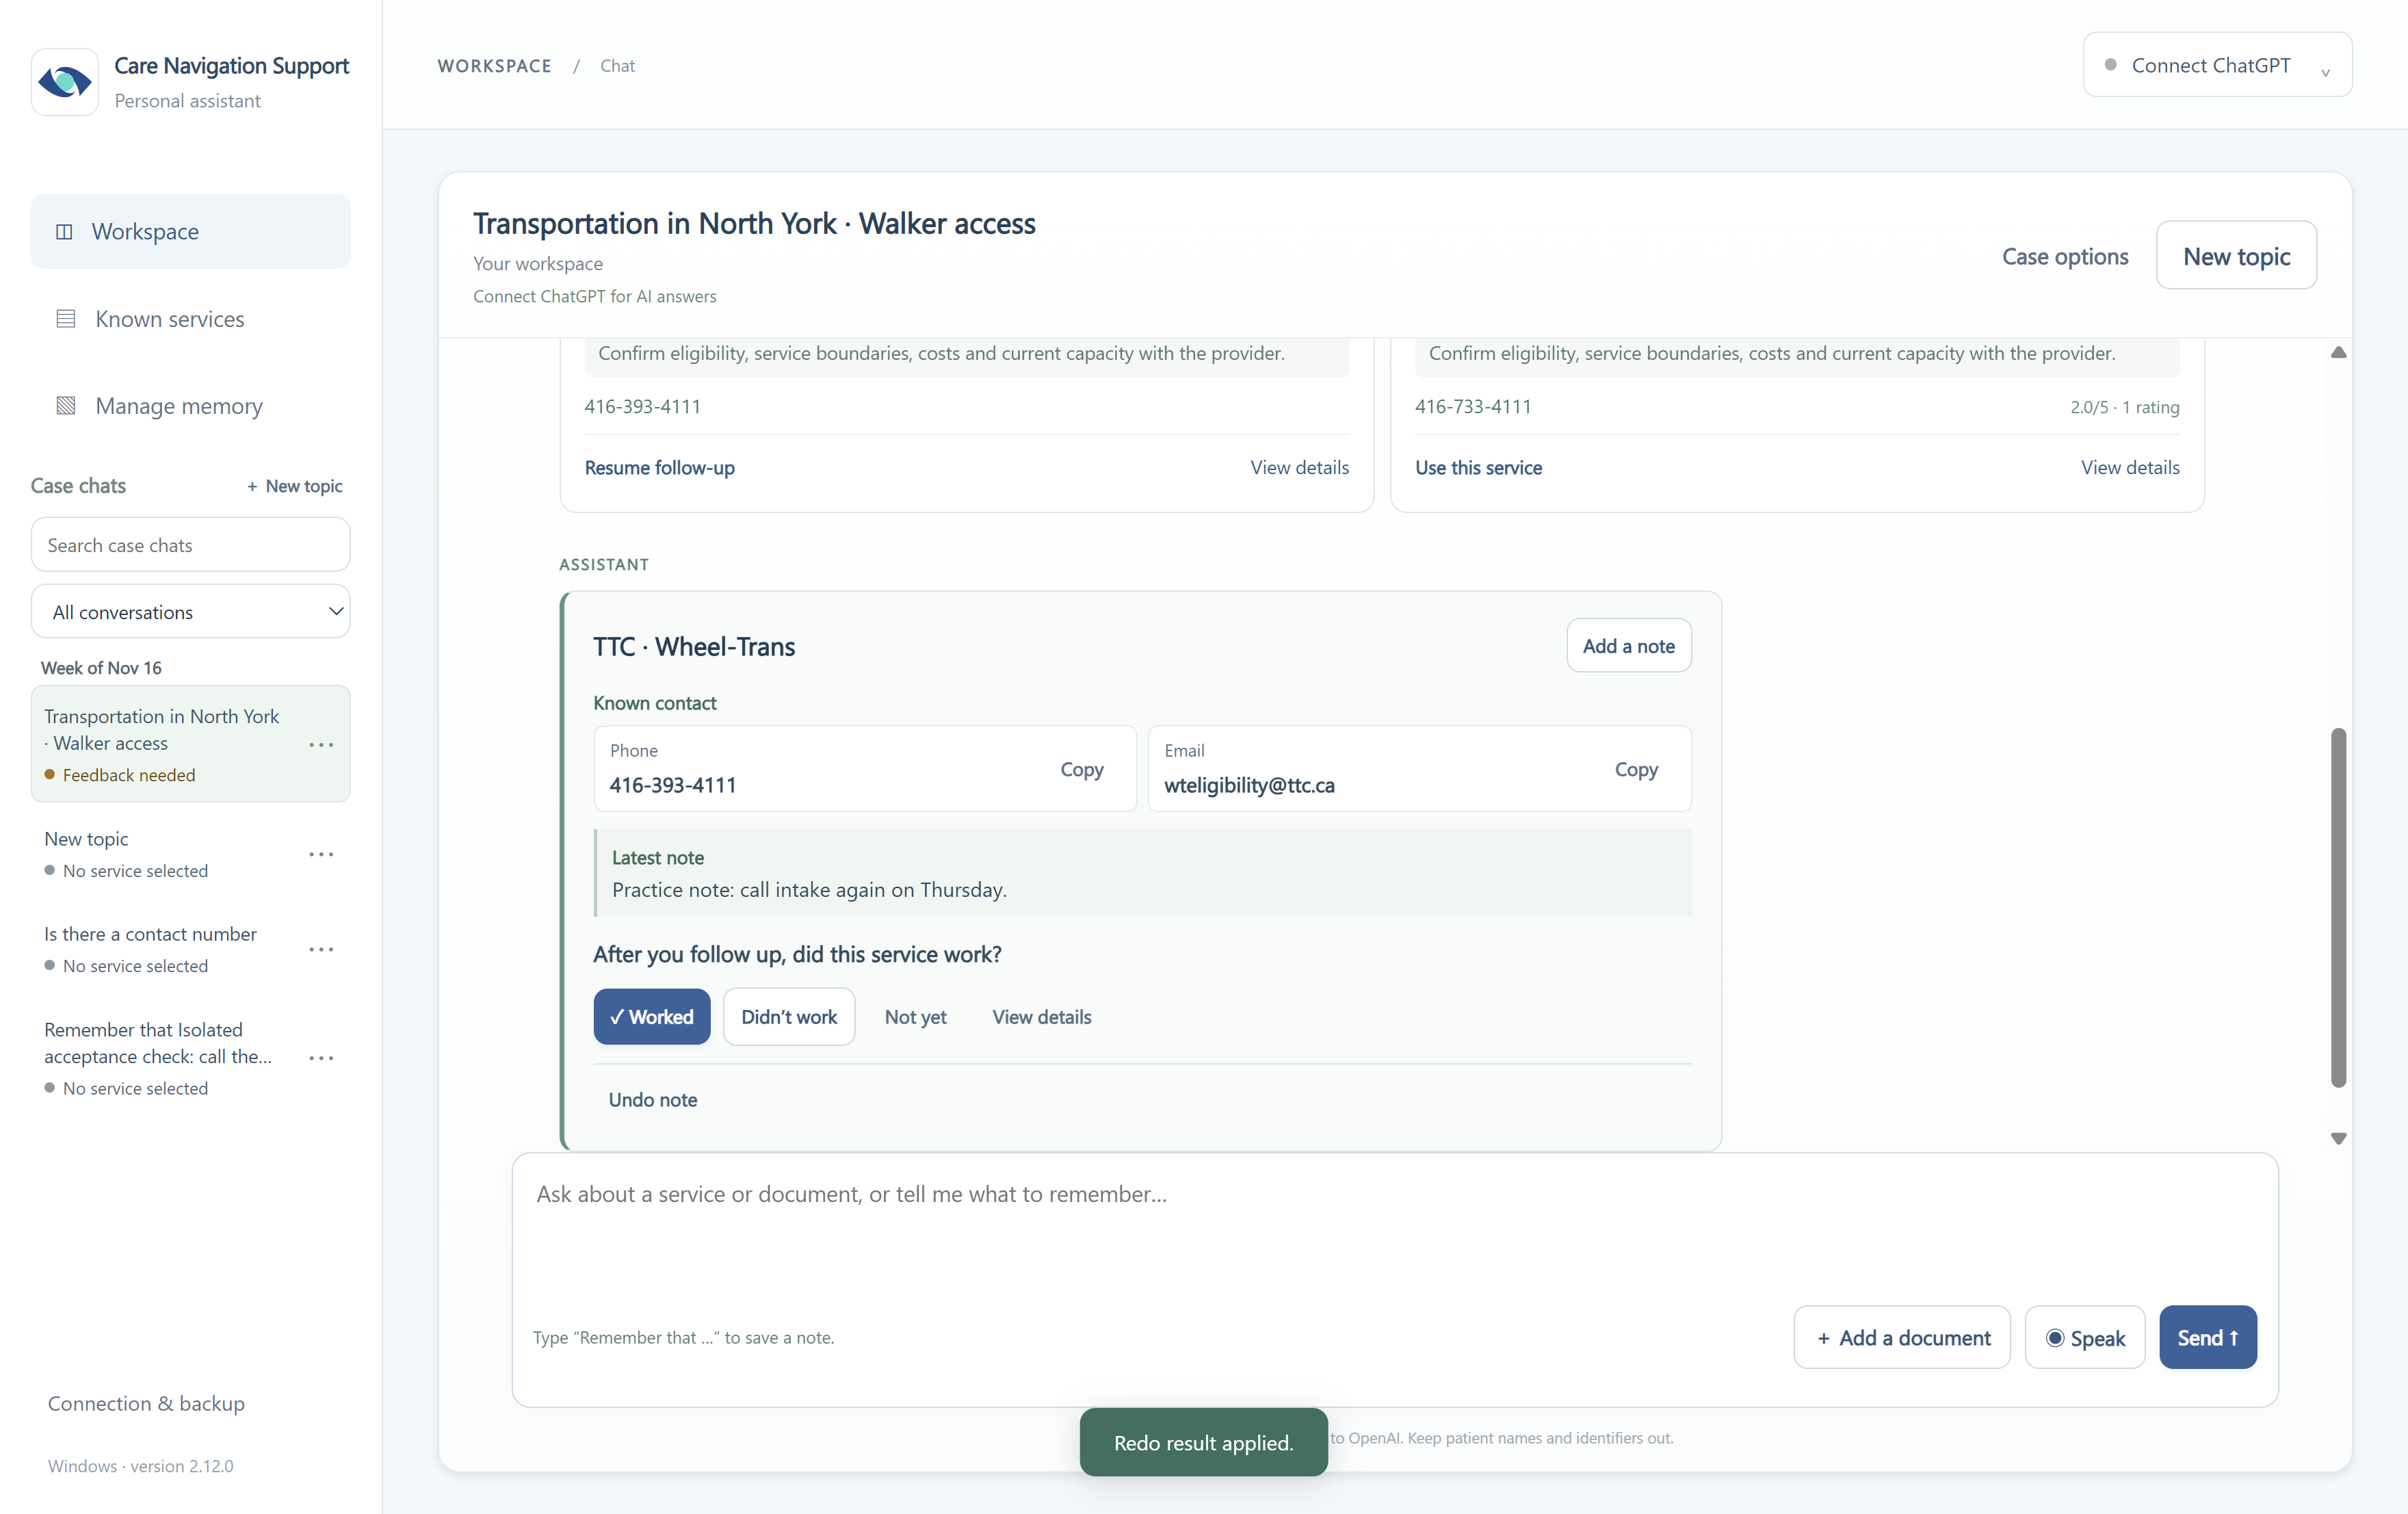 Care Navigation Support
Personal assistant
Workspace
Known services
Manage memory
Case chats
+ New topic
Search case chats
All conversations
Week of Nov 16
Transportation in North York
· Walker access
Feedback needed
New topic
No service selected
Is there a contact number
No service selected
Remember that Isolated
acceptance check: call the...
No service selected
Connection & backup
Windows · version 2.12.0
WORKSPACE / Chat
Connect ChatGPT
Transportation in North York · Walker access
Your workspace
Connect ChatGPT for AI answers
Case options
New topic
Confirm eligibility, service boundaries, costs and current capacity with the provider.
416-393-4111
Resume follow-up
View details
Confirm eligibility, service boundaries, costs and current capacity with the provider.
416-733-4111
2.0/5 · 1 rating
Use this service
View details
ASSISTANT
TTC · Wheel-Trans
Add a note
Known contact
Phone
416-393-4111
Copy
Email
wteligibility@ttc.ca
Copy
Latest note
Practice note: call intake again on Thursday.
After you follow up, did this service work?
✓ Worked
Didn’t work
Not yet
View details
Undo note
Ask about a service or document, or tell me what to remember...
Type “Remember that ...” to save a note.
+ Add a document
Speak
Send ↑
Redo result applied.
to OpenAI. Keep patient names and identifiers out.